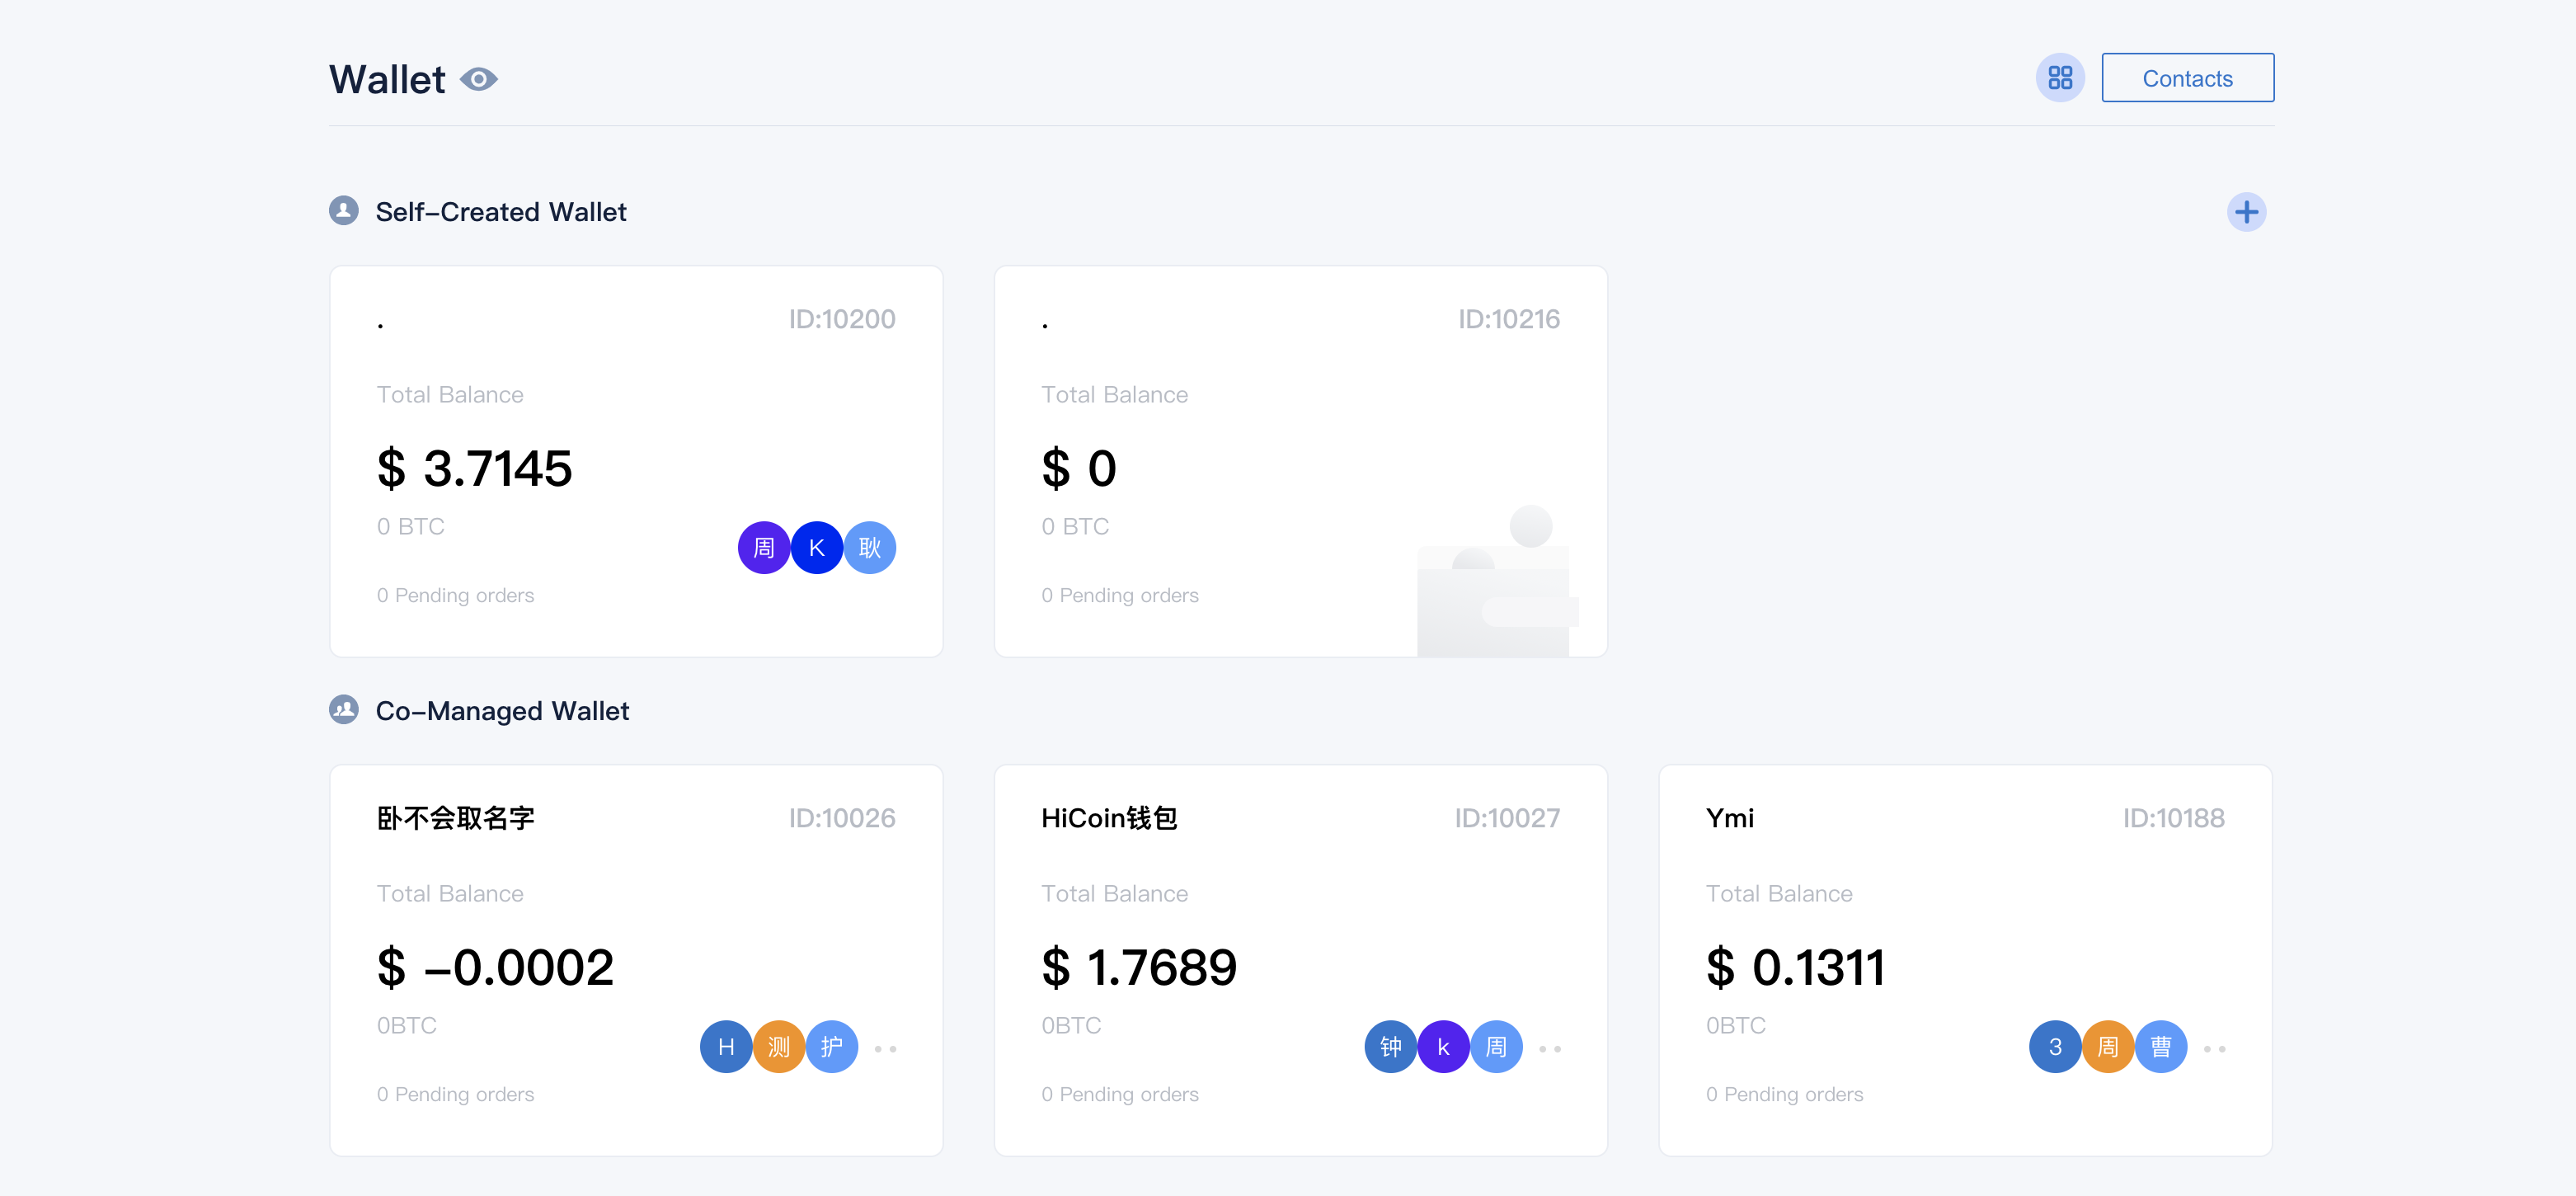 Wallet
Contacts
Self-Created Wallet
.
ID:10200
Total Balance
$ 3.7145
0 BTC
周 K 耿
0 Pending orders
.
ID:10216
Total Balance
$ 0
0 BTC
0 Pending orders
Co-Managed Wallet
卧不会取名字
ID:10026
Total Balance
$ -0.0002
0BTC
H 测 护
0 Pending orders
HiCoin钱包
ID:10027
Total Balance
$ 1.7689
0BTC
钟 k 周
0 Pending orders
Ymi
ID:10188
Total Balance
$ 0.1311
0BTC
3 周 曹
0 Pending orders